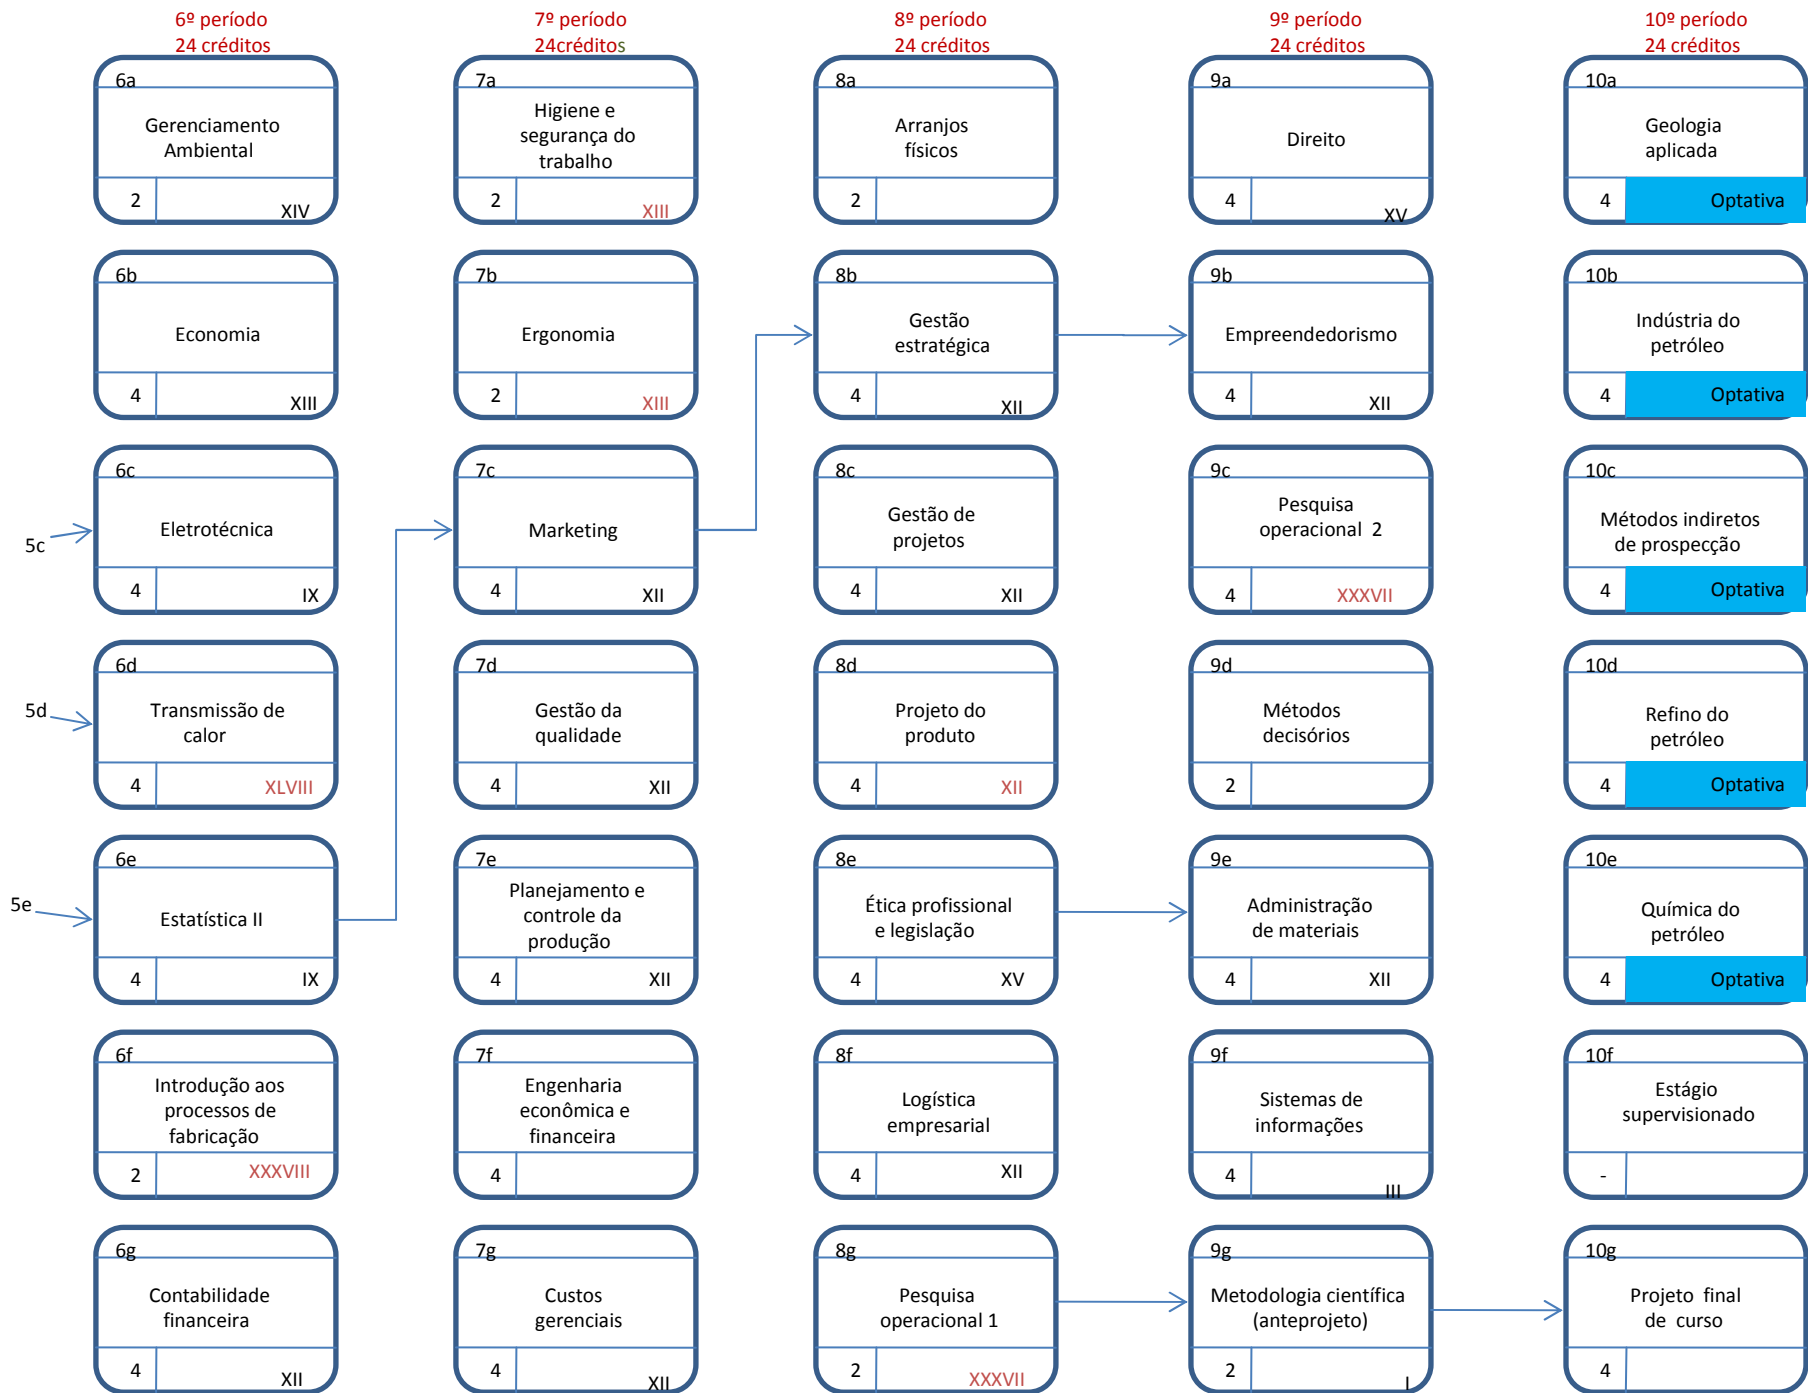 6º período
24 créditos
7º período
24créditos
8º período
24 créditos
9º período
24 créditos
10º período
24 créditos
6a
Gerenciamento
Ambiental
2
XIV
7a
Higiene e
segurança do
trabalho
2
XIII
8a
Arranjos
físicos
2
9a
Direito
4
XV
10a
Geologia
aplicada
4
Optativa
6b
Economia
4
XIII
7b
Ergonomia
2
XIII
8b
Gestão
estratégica
4
XII
9b
Empreendedorismo
4
XII
10b
Indústria do
petróleo
4
Optativa
5c
6c
Eletrotécnica
4
IX
7c
Marketing
4
XII
8c
Gestão de
projetos
4
XII
9c
Pesquisa
operacional 2
4
XXXVII
10c
Métodos indiretos
de prospecção
4
Optativa
5d
6d
Transmissão de
calor
4
XLVIII
7d
Gestão da
qualidade
4
XII
8d
Projeto do
produto
4
XII
9d
Métodos
decisórios
2
10d
Refino do
petróleo
4
Optativa
5e
6e
Estatística II
4
IX
7e
Planejamento e
controle da
produção
4
XII
8e
Ética profissional
e legislação
4
XV
9e
Administração
de materiais
4
XII
10e
Química do
petróleo
4
Optativa
6f
Introdução aos
processos de
fabricação
2
XXXVIII
7f
Engenharia
econômica e
financeira
4
8f
Logística
empresarial
4
XII
9f
Sistemas de
informações
4
III
10f
Estágio
supervisionado
-
6g
Contabilidade
financeira
4
XII
7g
Custos
gerenciais
4
XII
8g
Pesquisa
operacional 1
2
XXXVII
9g
Metodologia científica
(anteprojeto)
2
I
10g
Projeto final
de curso
4